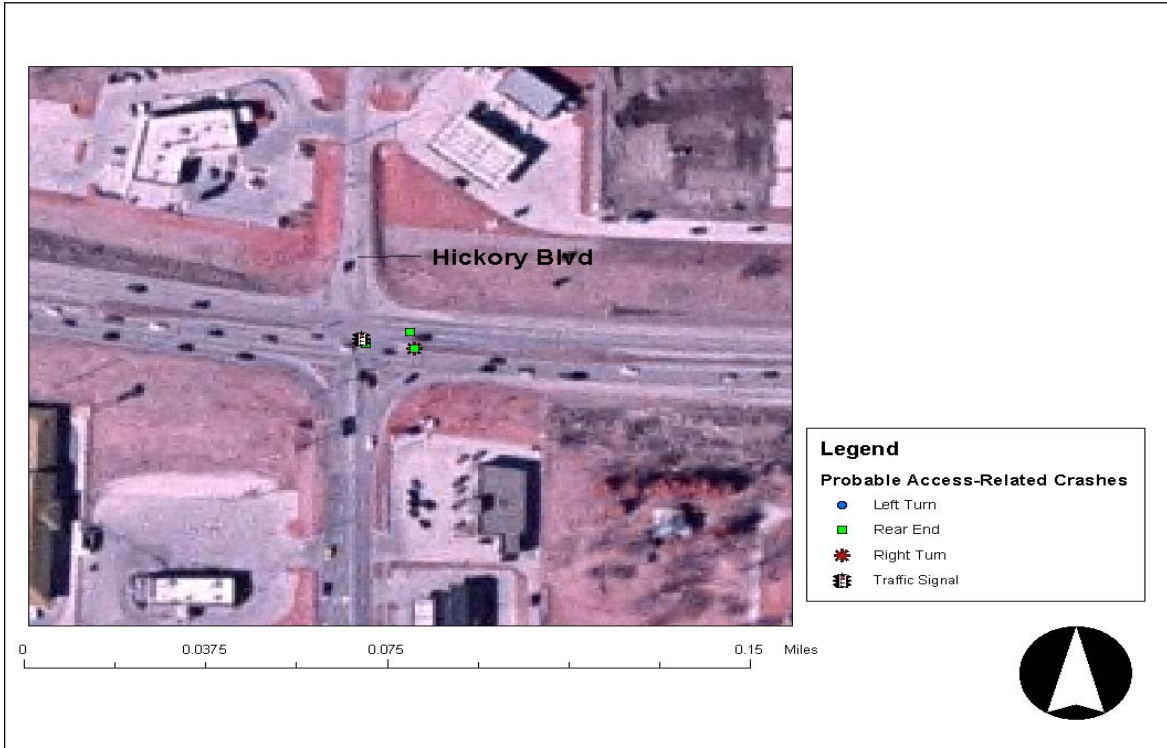 Hickory Blvd
Legend
Probable Access-Related Crashes
Left Turn
Rear End
Right Turn
Traffic Signal
0 0.0375 0.075 0.15 Miles